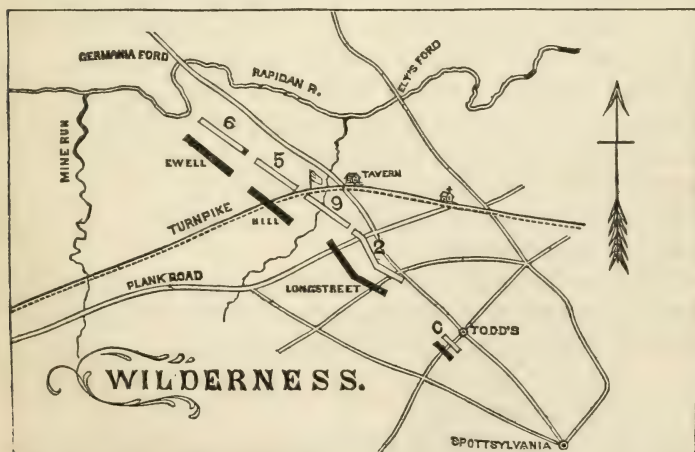 GERMANIA FORD
RAPIDAN R.
ELY'S FORD
MINE RUN
6
EWELL
5
TAVERN
9
TURNPIKE
HILL
2
PLANK ROAD
LONGSTREET
C
TODD'S
WILDERNESS.
SPOTTSYLVANIA